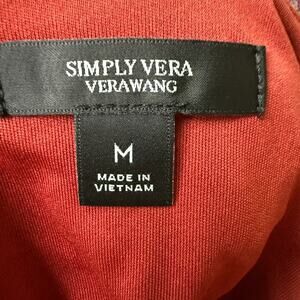 SIMPLY VERA
VERAWANG
M
MADE IN
VIETNAM